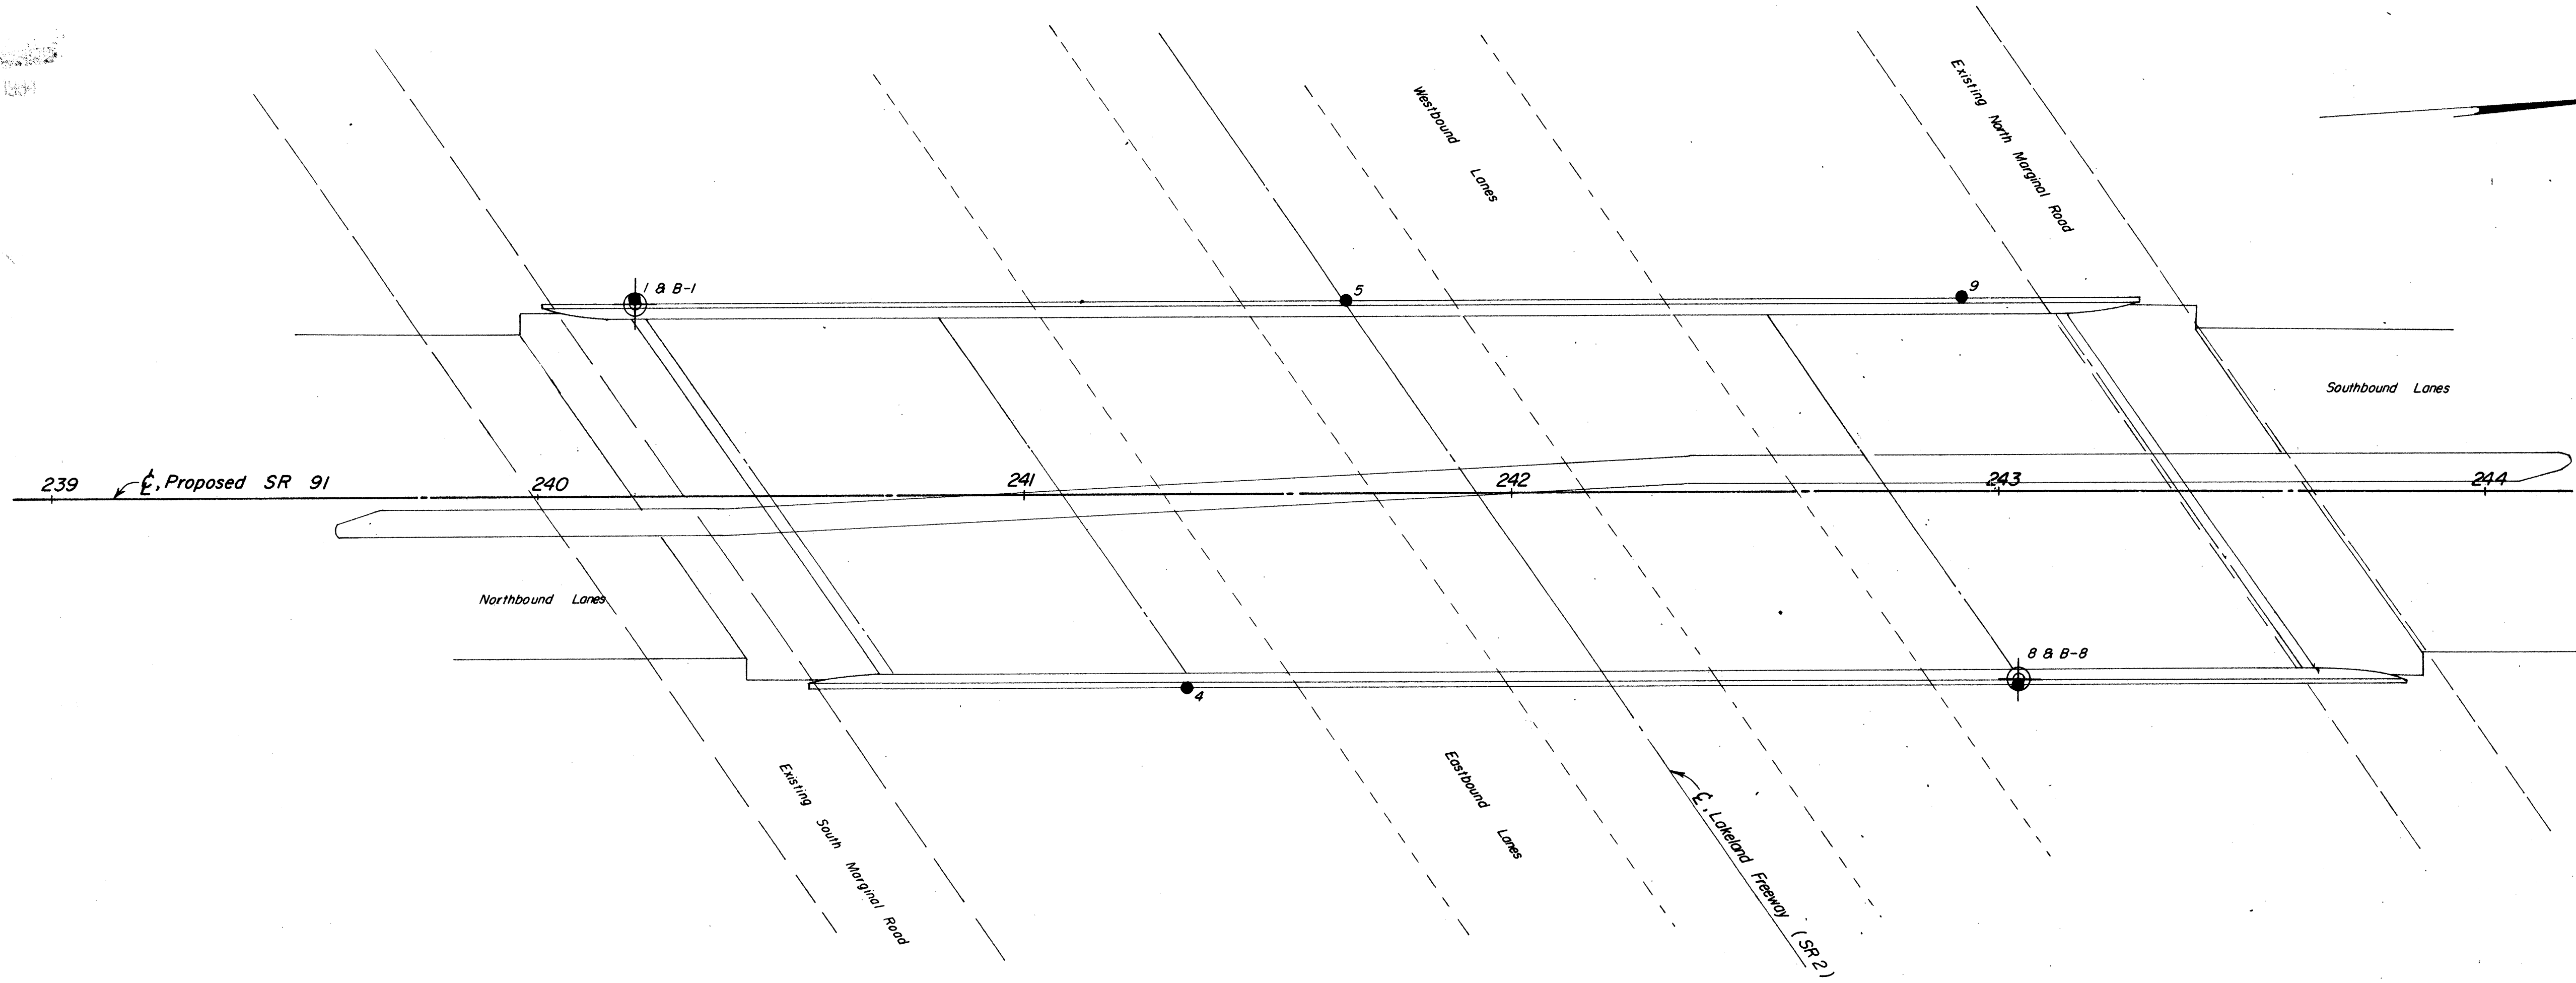 Westbound Lanes
Existing North Marginal Road
1 & B-1
5
9
Southbound Lanes
239
℄, Proposed SR 91
240
241
242
243
244
Northbound Lanes
8 & B-8
4
Existing South Marginal Road
Eastbound Lanes
℄, Lakeland Freeway (SR 2)